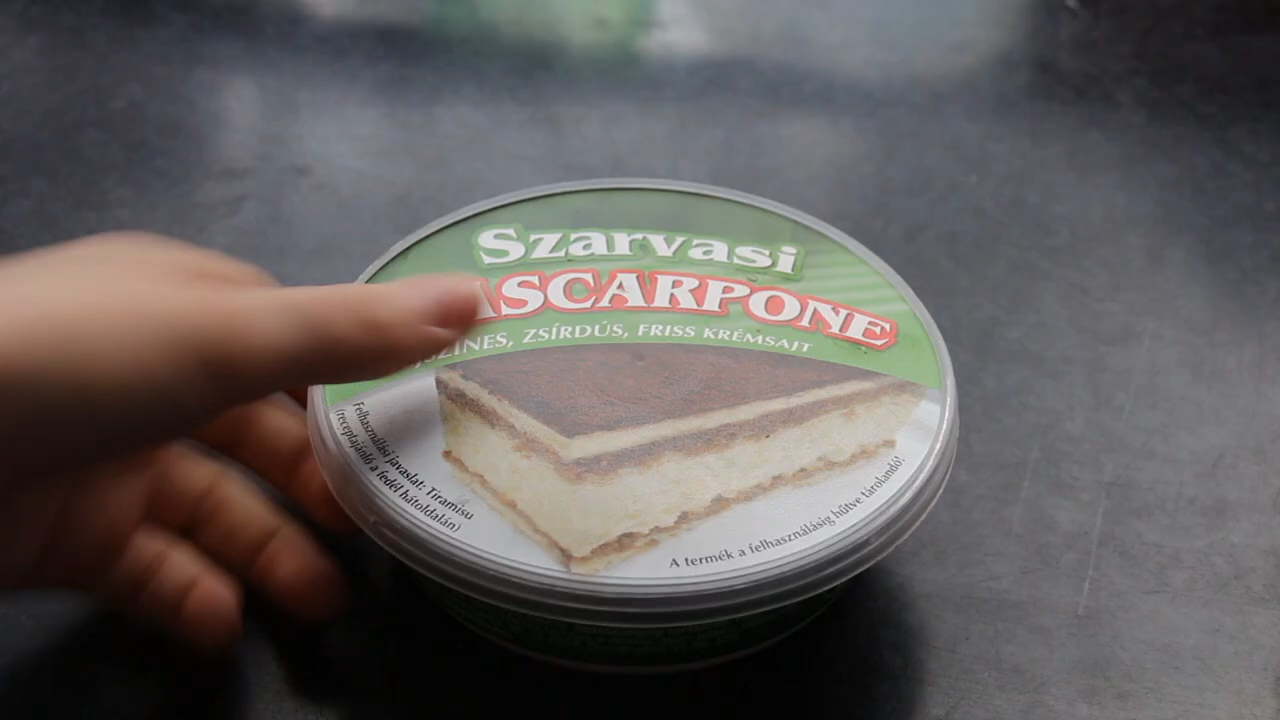 Szarvasi
ASCARPONE
ZSÍRDÚS, FRISS KRÉMSAJT
Felhasználási javaslat: Tiramisu
(receptajánló a fedél hátoldalán)
A termék a felhasználásig hűtve tárolandó!